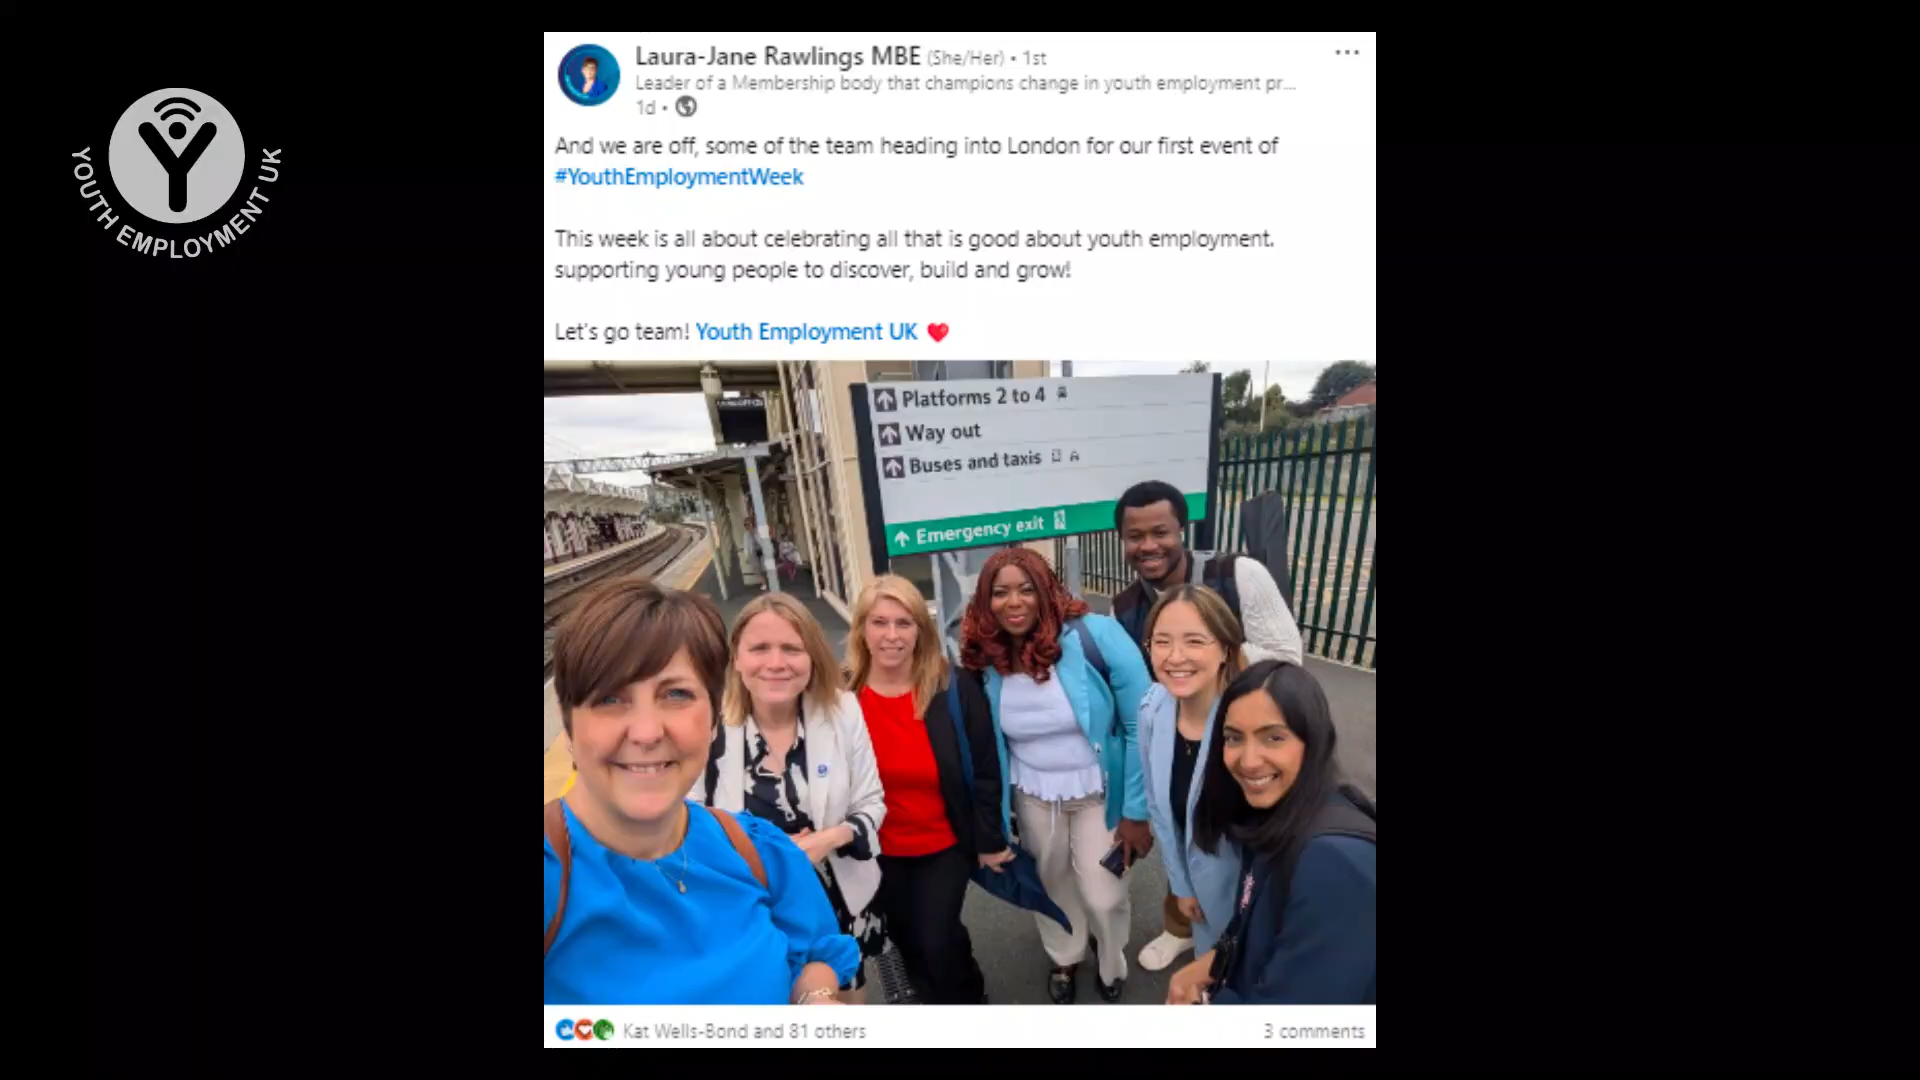 YOUTH EMPLOYMENT UK
Laura-Jane Rawlings MBE (She/Her) • 1st
Leader of a Membership body that champions change in youth employment pr...
1d •
And we are off, some of the team heading into London for our first event of
#YouthEmploymentWeek
This week is all about celebrating all that is good about youth employment.
supporting young people to discover, build and grow!
Let's go team! Youth Employment UK
Platforms 2 to 4
Way out
Buses and taxis
Emergency exit
Kat Wells-Bond and 81 others
3 comments